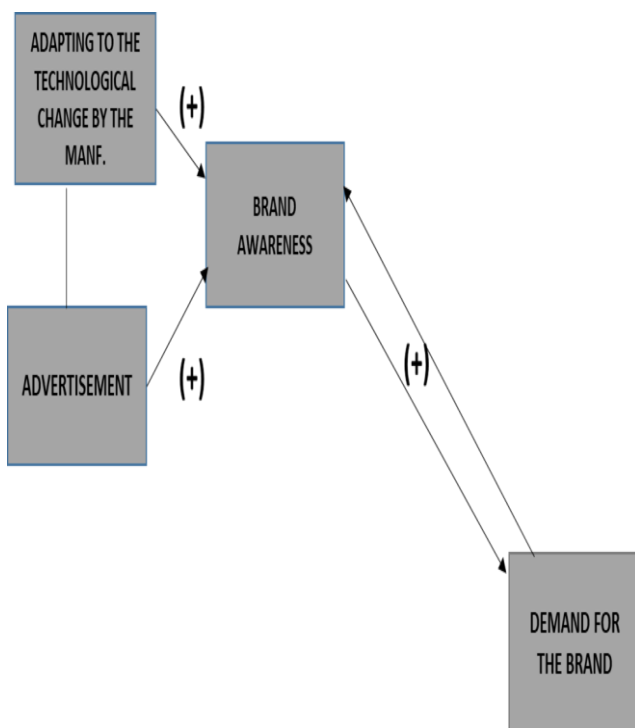 ADAPTING TO THE
TECHNOLOGICAL
CHANGE BY THE
MANF.
(+)
BRAND
AWARENESS
ADVERTISEMENT
(+)
(+)
DEMAND FOR
THE BRAND